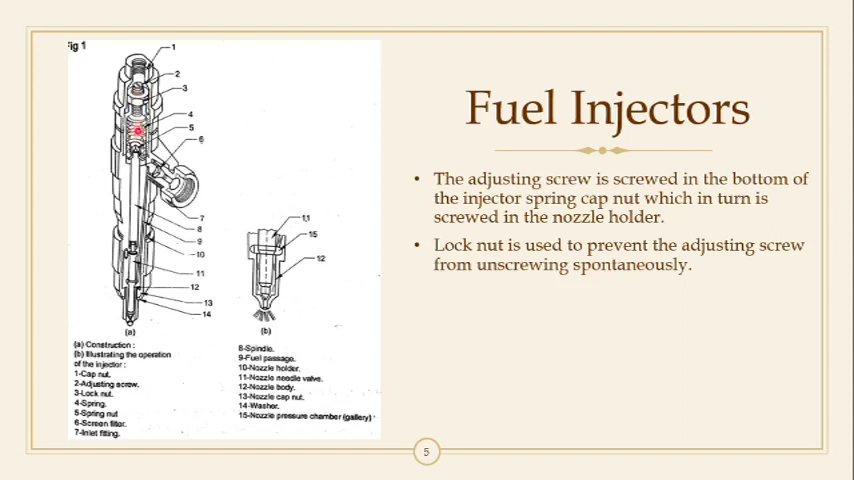 Fig 1
1
2
3
4
5
6
7
8
9
10
11
12
13
14
11
15
12
(a)
(b)
(a) Construction :
(b) Illustrating the operation
of the injector :
1-Cap nut.
2-Adjusting screw.
3-Lock nut.
4-Spring.
5-Spring nut
6-Screen filter.
7-Inlet fitting.
8-Spindle.
9-Fuel passage.
10-Nozzle holder.
11-Nozzle needle valve.
12-Nozzle body.
13-Nozzle cap nut.
14-Washer.
15-Nozzle pressure chamber (gallery)
Fuel Injectors
• The adjusting screw is screwed in the bottom of
the injector spring cap nut which in turn is
screwed in the nozzle holder.
• Lock nut is used to prevent the adjusting screw
from unscrewing spontaneously.
5